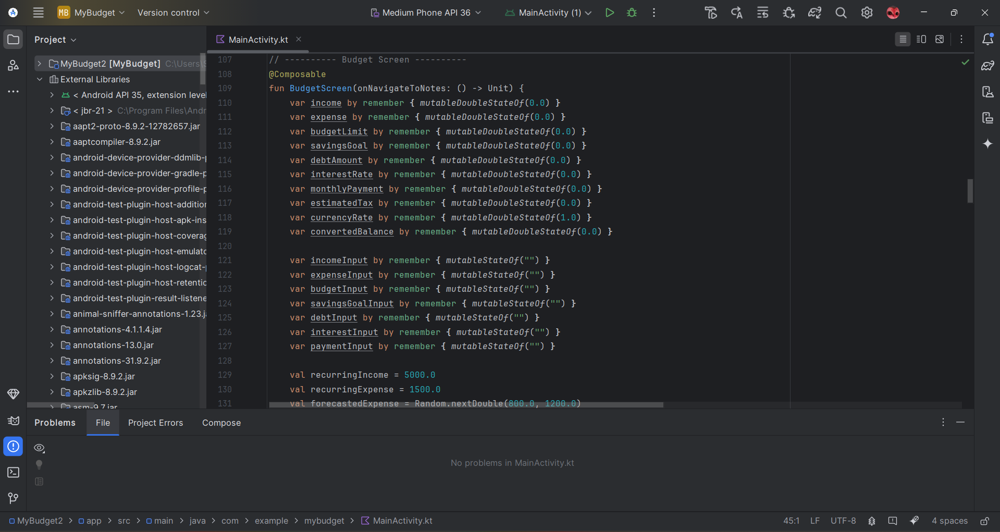 MB MyBudget Version control Medium Phone API 36 MainActivity (1)
Project
MainActivity.kt
MyBudget2 [MyBudget] C:\Users\S
External Libraries
< Android API 35, extension leve
< jbr-21 > C:\Program Files\Andr
aapt2-proto-8.9.2-12782657.jar
aaptcompiler-8.9.2.jar
android-device-provider-ddmlib-
android-device-provider-gradle-p
android-device-provider-profile-p
android-test-plugin-host-addition
android-test-plugin-host-apk-ins
android-test-plugin-host-coverag
android-test-plugin-host-emulato
android-test-plugin-host-logcat-
android-test-plugin-host-retentio
android-test-plugin-result-listene
animal-sniffer-annotations-1.23.ja
annotations-4.1.1.4.jar
annotations-13.0.jar
annotations-31.9.2.jar
apksig-8.9.2.jar
apkzlib-8.9.2.jar
asm-9.7.jar
107 // ---------- Budget Screen ----------
108 @Composable
109 fun BudgetScreen(onNavigateToNotes: () -> Unit) {
110 var income by remember { mutableDoubleStateOf(0.0) }
111 var expense by remember { mutableDoubleStateOf(0.0) }
112 var budgetLimit by remember { mutableDoubleStateOf(0.0) }
113 var savingsGoal by remember { mutableDoubleStateOf(0.0) }
114 var debtAmount by remember { mutableDoubleStateOf(0.0) }
115 var interestRate by remember { mutableDoubleStateOf(0.0) }
116 var monthlyPayment by remember { mutableDoubleStateOf(0.0) }
117 var estimatedTax by remember { mutableDoubleStateOf(0.0) }
118 var currencyRate by remember { mutableDoubleStateOf(1.0) }
119 var convertedBalance by remember { mutableDoubleStateOf(0.0) }
120
121 var incomeInput by remember { mutableStateOf("") }
122 var expenseInput by remember { mutableStateOf("") }
123 var budgetInput by remember { mutableStateOf("") }
124 var savingsGoalInput by remember { mutableStateOf("") }
125 var debtInput by remember { mutableStateOf("") }
126 var interestInput by remember { mutableStateOf("") }
127 var paymentInput by remember { mutableStateOf("") }
128
129 val recurringIncome = 5000.0
130 val recurringExpense = 1500.0
131 val forecastedExpense = Random.nextDouble(800.0, 1200.0)
Problems File Project Errors Compose
No problems in MainActivity.kt
MyBudget2 > app > src > main > java > com > example > mybudget > MainActivity.kt 45:1 LF UTF-8 4 spaces